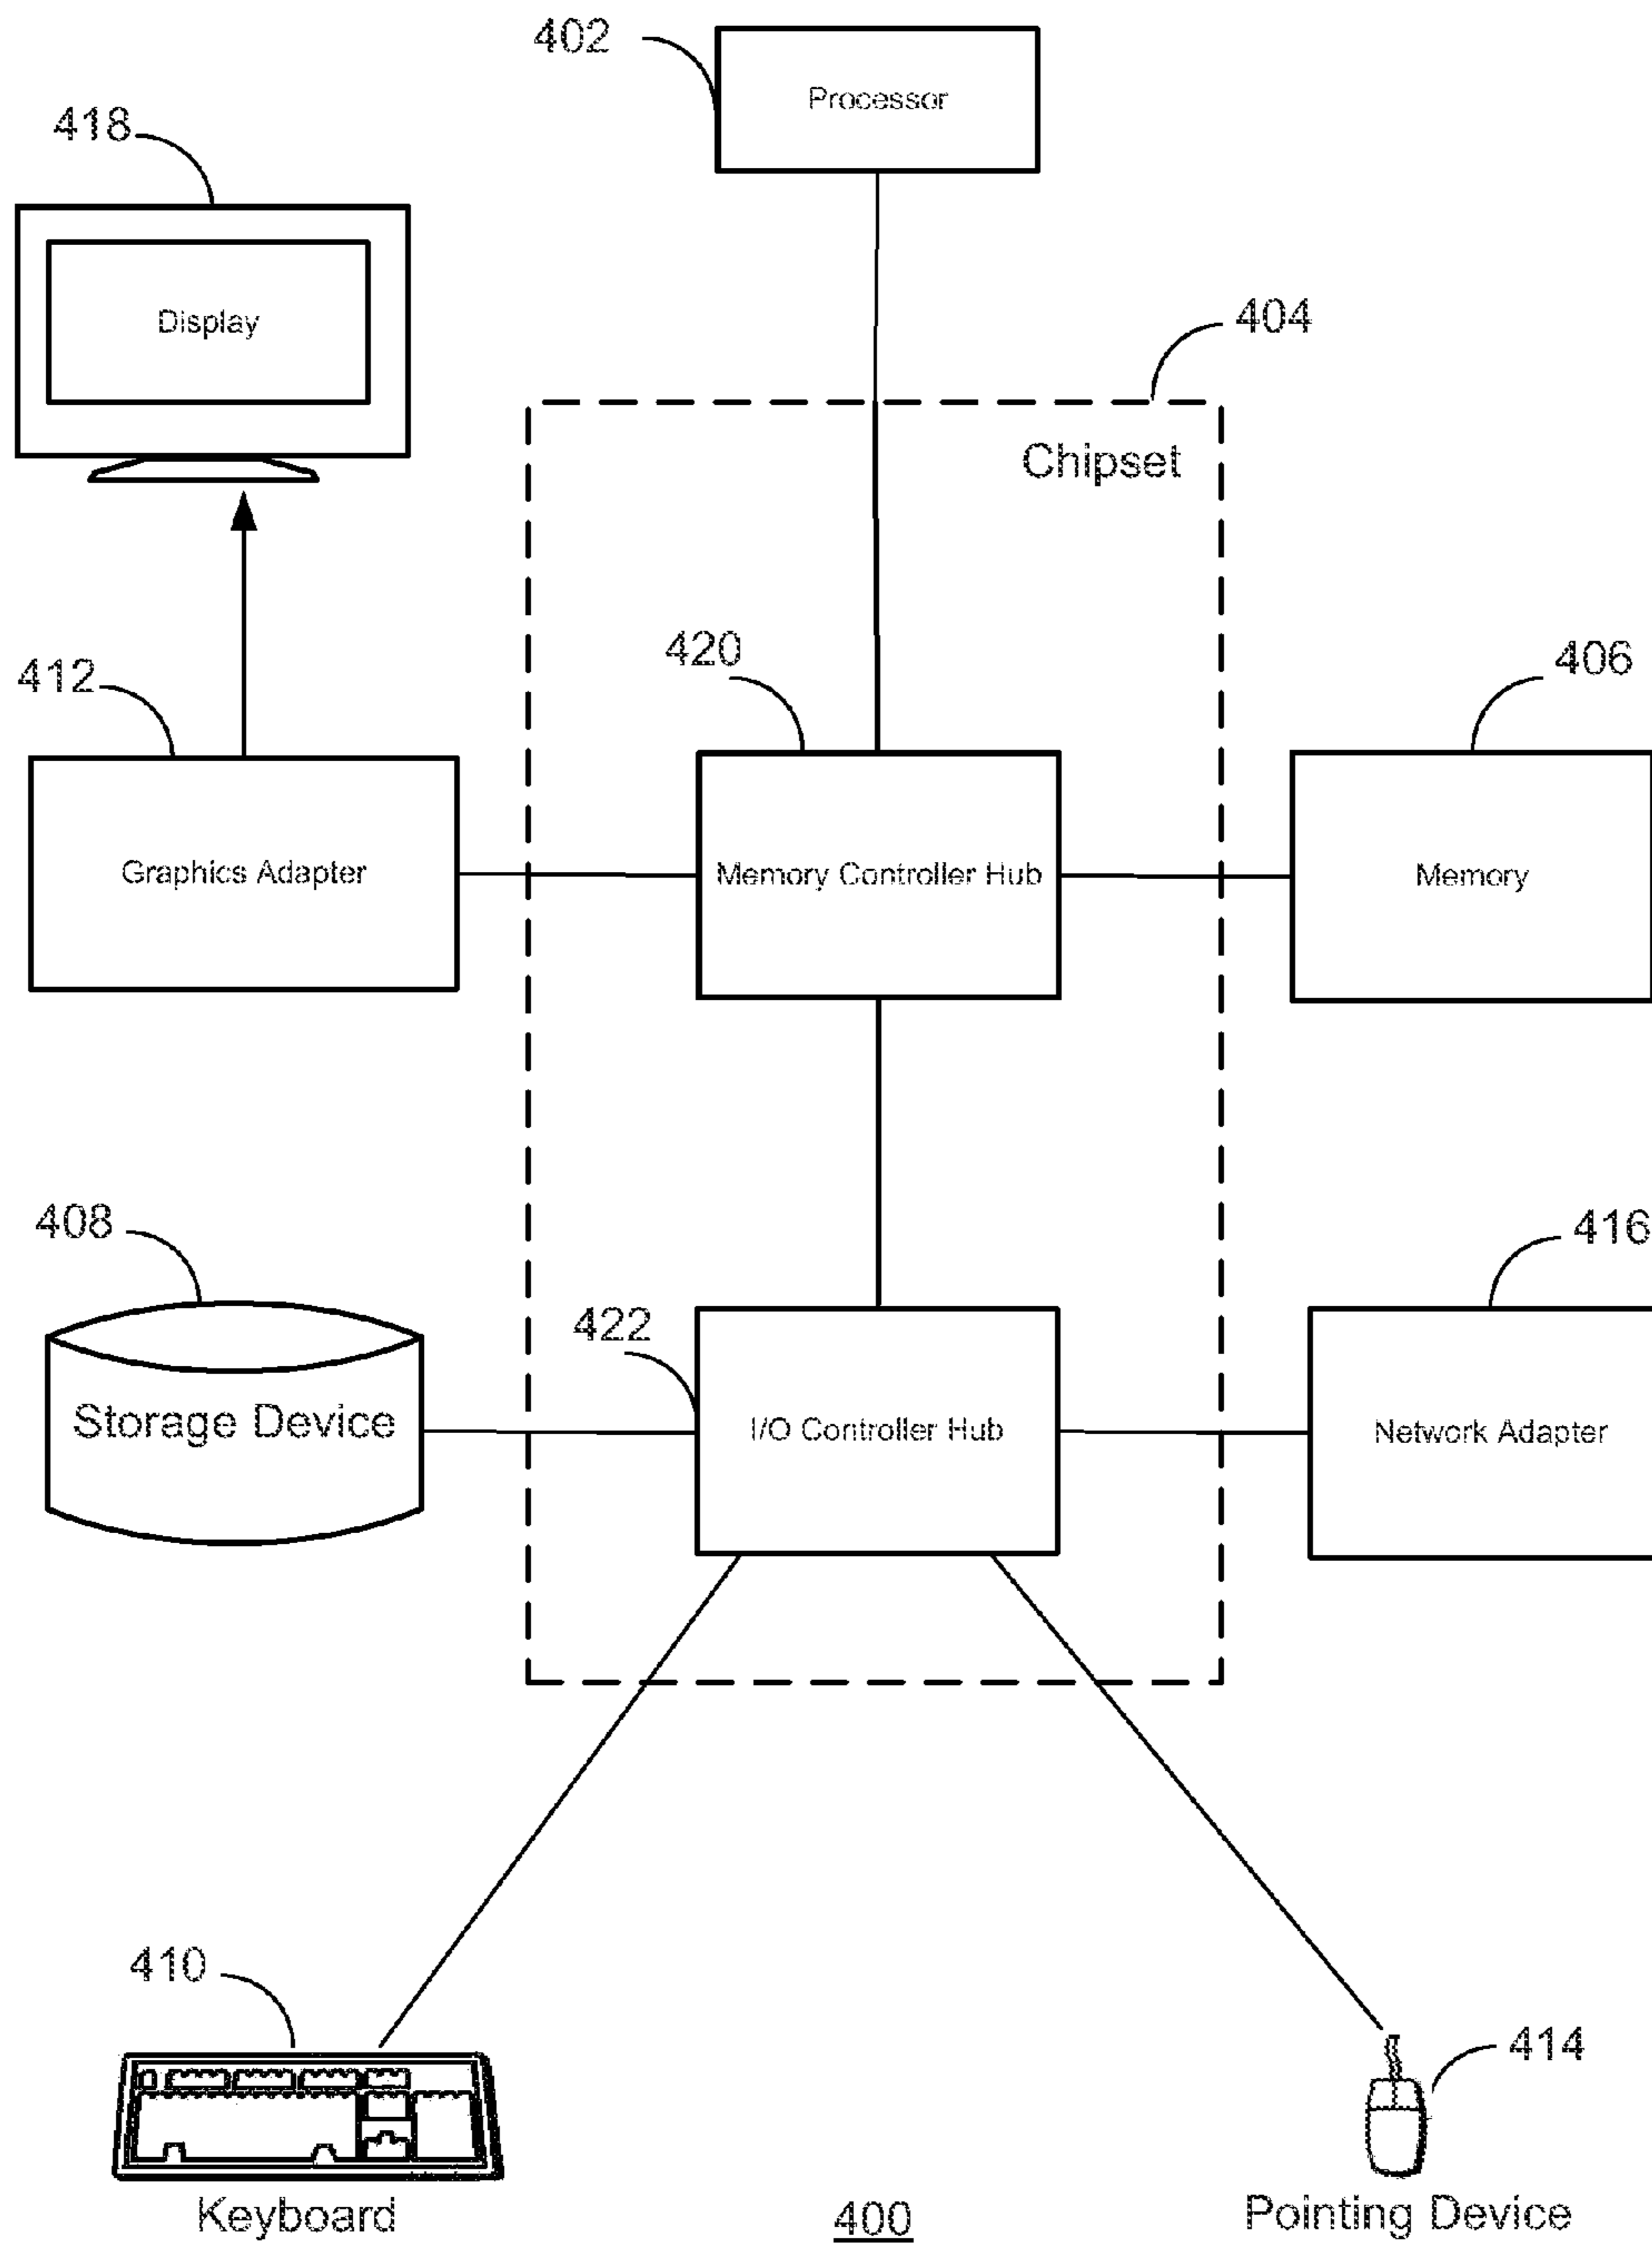 402
Processor
418
Display
404
Chipset
420
406
412
Graphics Adapter
Memory Controller Hub
Memory
408
416
422
Storage Device
I/O Controller Hub
Network Adapter
410
414
Keyboard
400
Pointing Device